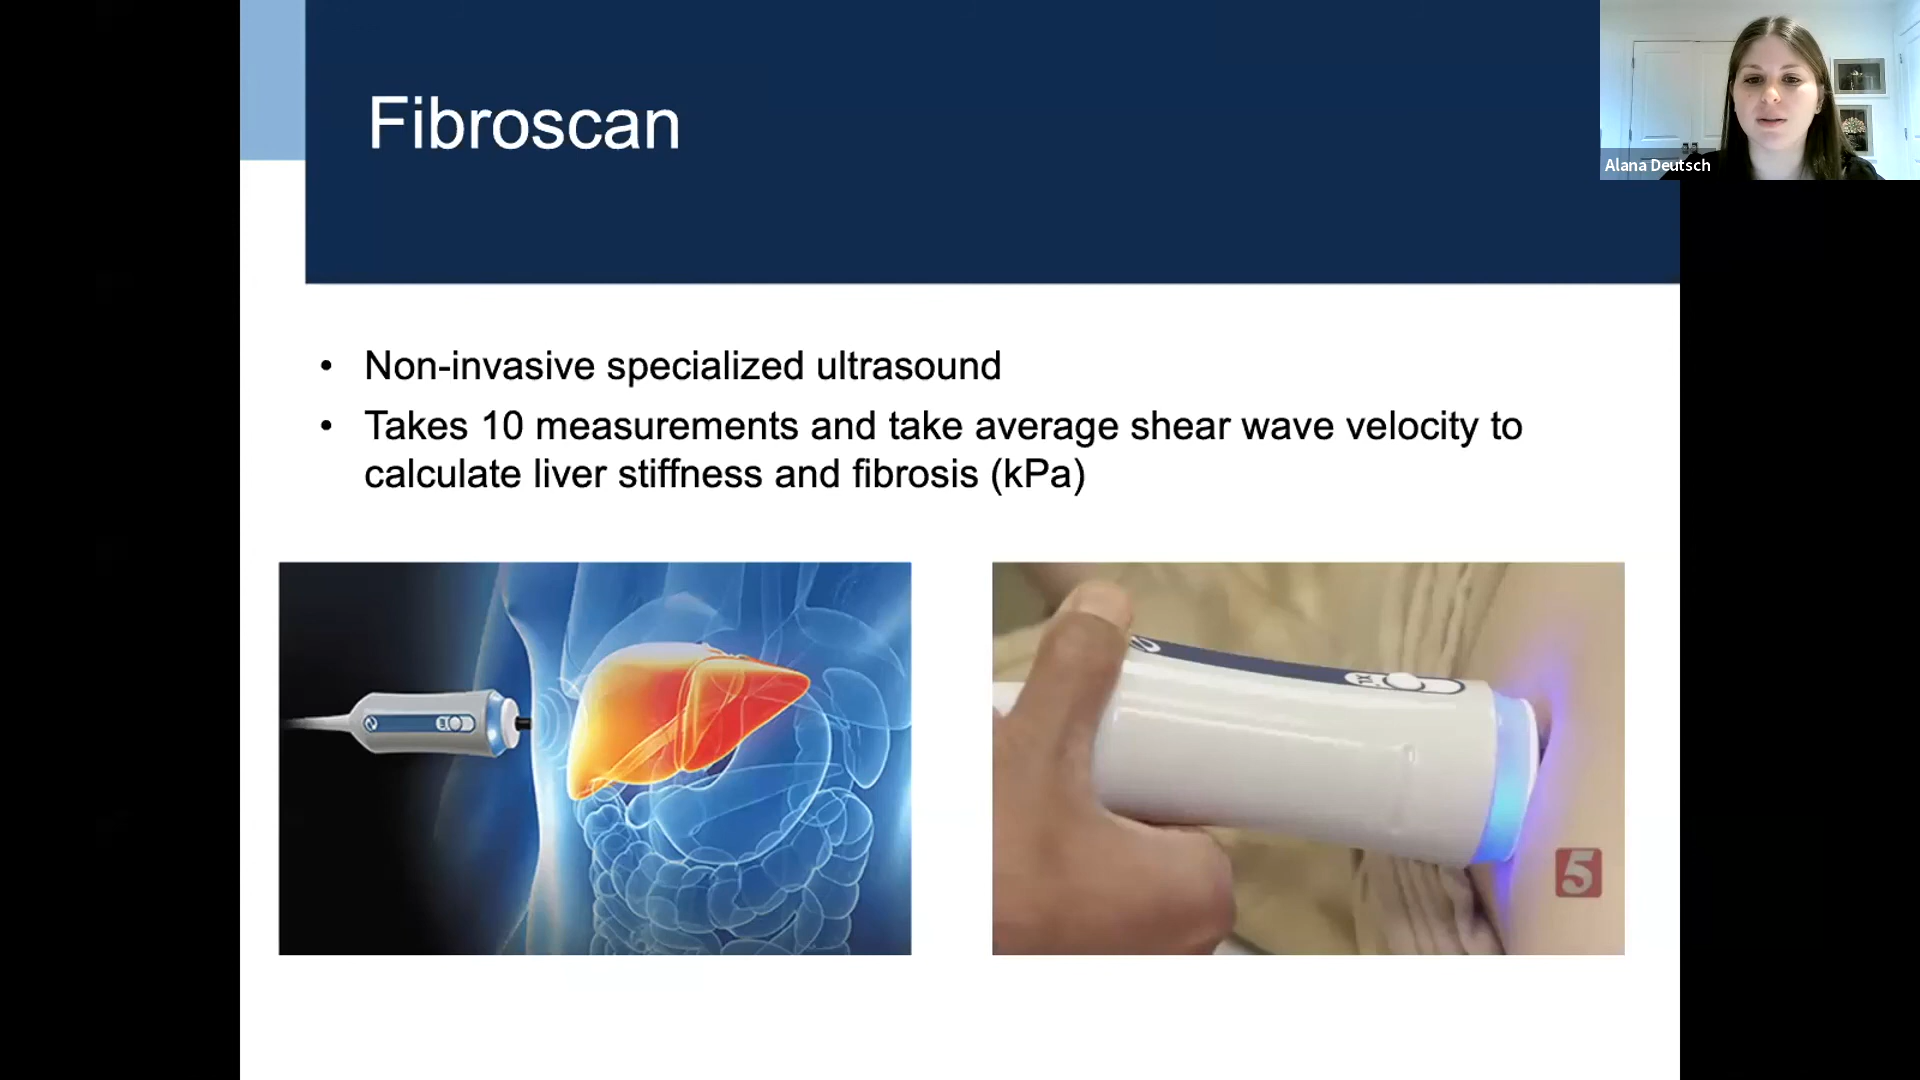 Fibroscan
Alana Deutsch
• Non-invasive specialized ultrasound
• Takes 10 measurements and take average shear wave velocity to
calculate liver stiffness and fibrosis (kPa)
5